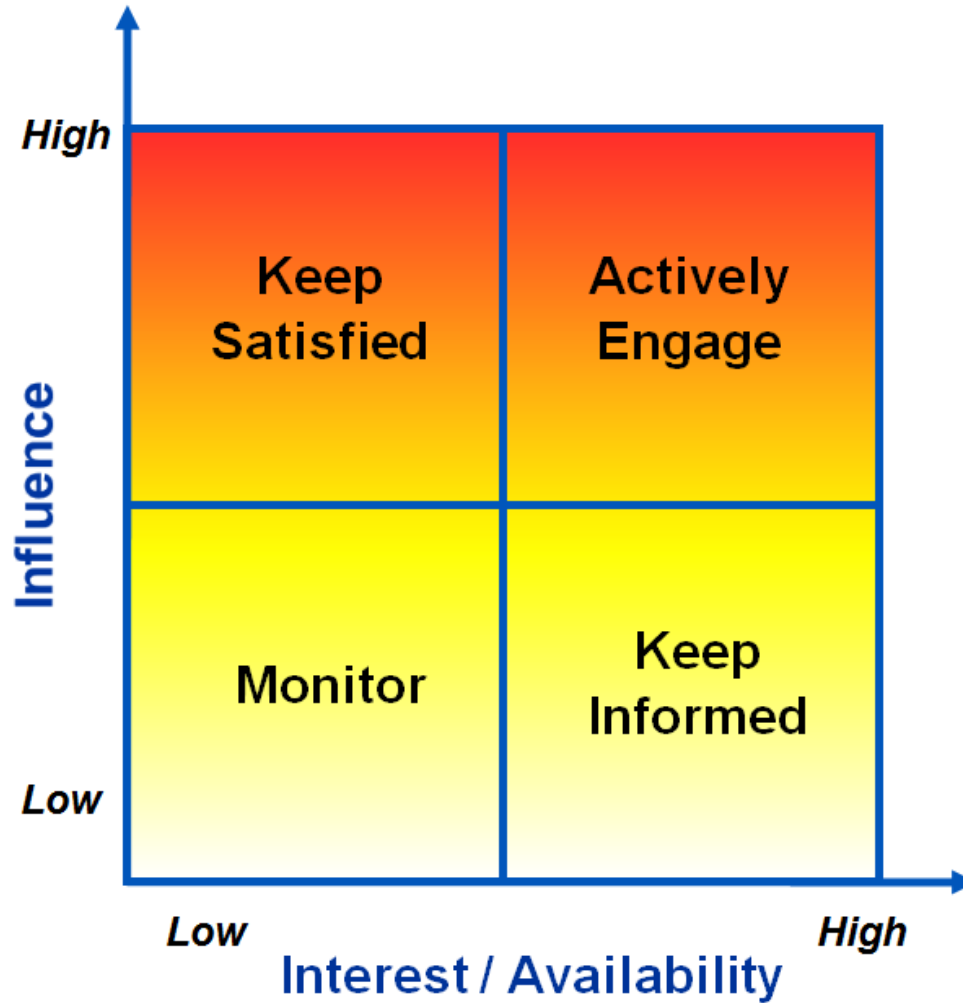 High
Keep
Satisfied
Actively
Engage
Influence
Monitor
Keep
Informed
Low
Low
High
Interest / Availability